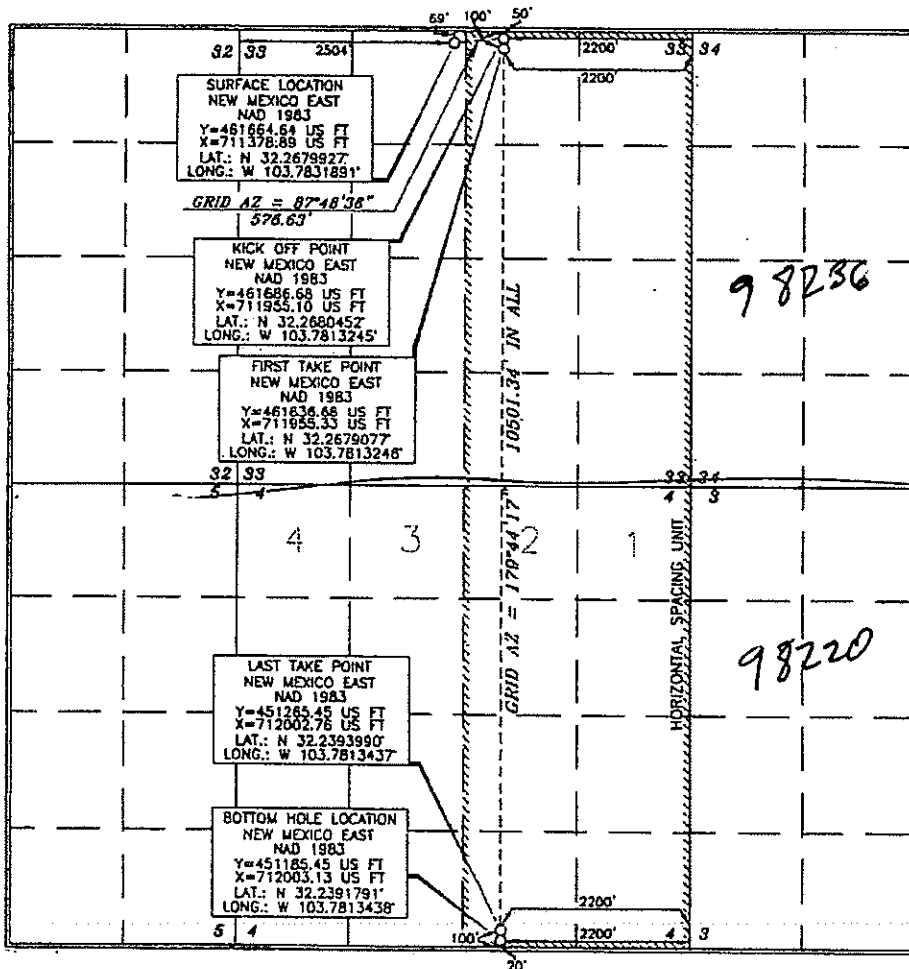 69' 100' 50'
32 33 2504' 2200' 33 34
2200'
SURFACE LOCATION
NEW MEXICO EAST
NAD 1983
Y=461664.64 US FT
X=711378.89 US FT
LAT.: N 32.2679927°
LONG.: W 103.7831891°
GRID AZ = 87°48'36"
576.63'
KICK OFF POINT
NEW MEXICO EAST
NAD 1983
Y=461686.68 US FT
X=711955.10 US FT
LAT.: N 32.2680452°
LONG.: W 103.7813245°
98236
FIRST TAKE POINT
NEW MEXICO EAST
NAD 1983
Y=461636.68 US FT
X=711955.33 US FT
LAT.: N 32.2679077°
LONG.: W 103.7813246°
GRID AZ = 179°44'17" 10501.34' IN ALL
32 33 33 34
5 4 4 3
4 3 2 1
HORIZONTAL SPACING UNIT
98220
LAST TAKE POINT
NEW MEXICO EAST
NAD 1983
Y=451265.45 US FT
X=712002.76 US FT
LAT.: N 32.2393990°
LONG.: W 103.7813437°
BOTTOM HOLE LOCATION
NEW MEXICO EAST
NAD 1983
Y=451185.45 US FT
X=712003.13 US FT
LAT.: N 32.2391791°
LONG.: W 103.7813438°
2200'
5 4 100' 2200' 4 3
20'